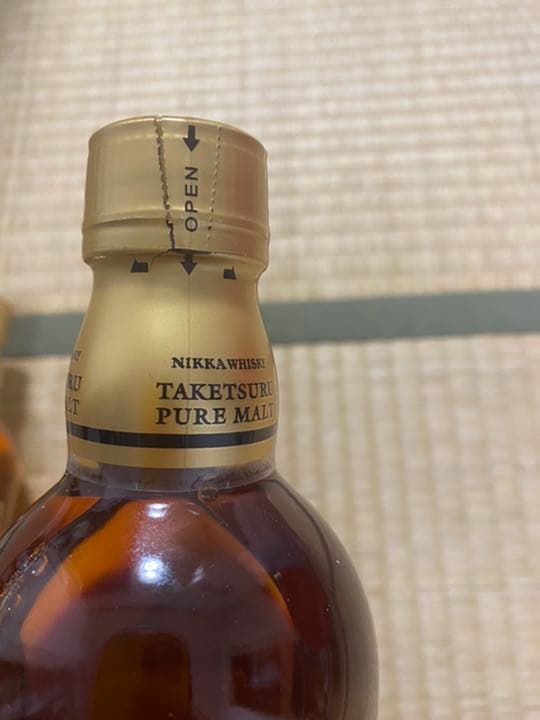 OPEN
NIKKA WHISKY
TAKETSURU
PURE MALT